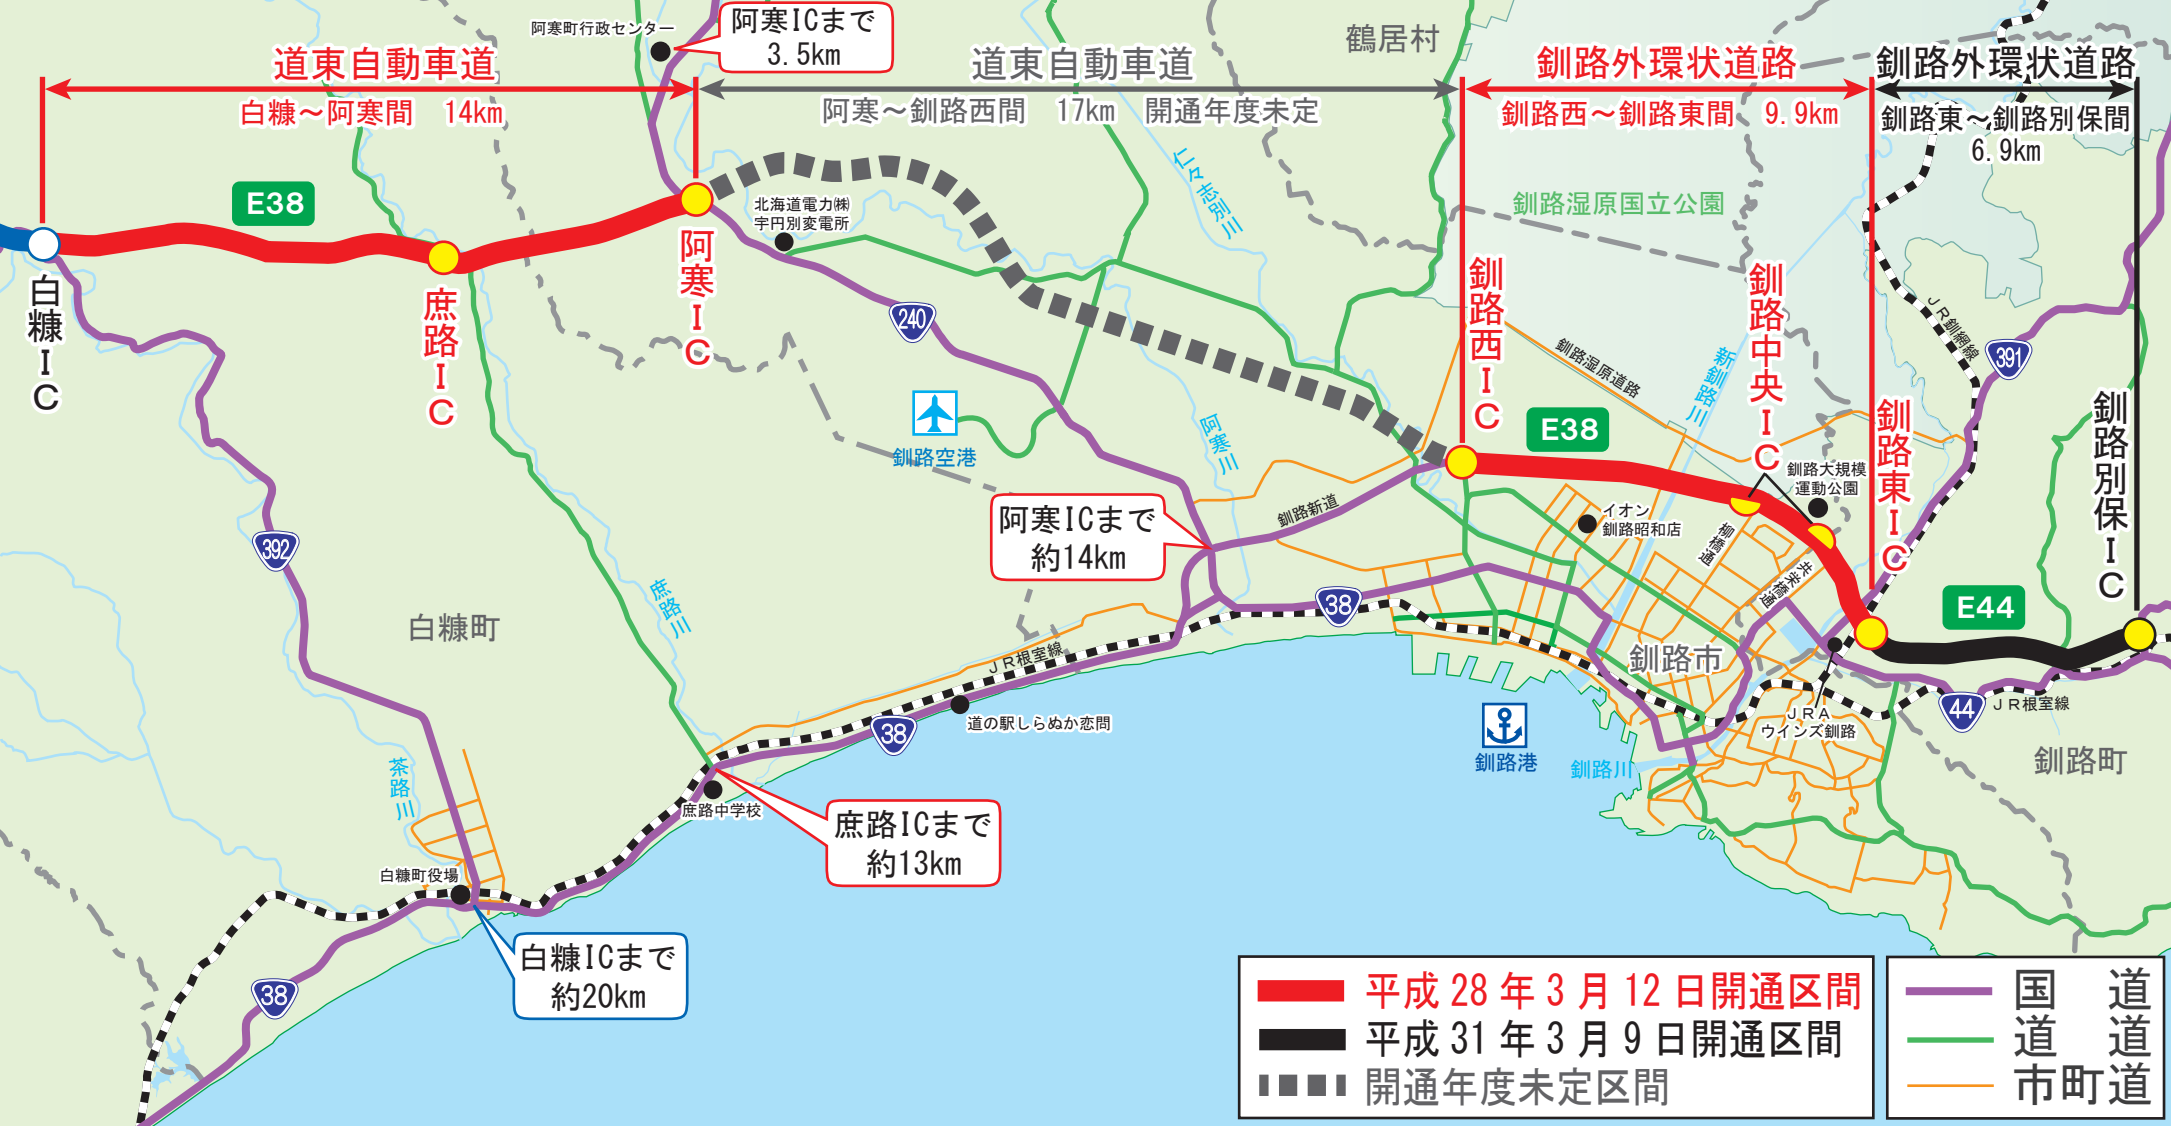 阿寒町行政センター
阿寒ICまで
3.5km
鶴居村
道東自動車道
白糠～阿寒間 14km
道東自動車道
阿寒～釧路西間 17km 開通年度未定
釧路外環状道路
釧路西～釧路東間 9.9km
釧路外環状道路
釧路東～釧路別保間
6.9km
E38
北海道電力㈱
宇円別変電所
仁々志別川
釧路湿原国立公園
白糠IC
庶路IC
阿寒IC
釧路西IC
釧路中央IC
釧路東IC
釧路別保IC
240
釧路空港
阿寒川
釧路湿原道路
新釧路川
JR釧網線
391
E38
釧路大規模
運動公園
イオン
釧路昭和店
柳橋通
共栄橋通
釧路新道
阿寒ICまで
約14km
392
白糠町
庶路川
38
E44
釧路市
JR根室線
道の駅しらぬか恋問
38
釧路港
釧路川
JRA
ウインズ釧路
44
JR根室線
釧路町
茶路川
庶路中学校
庶路ICまで
約13km
白糠町役場
白糠ICまで
約20km
38
平成28年3月12日開通区間
平成31年3月9日開通区間
開通年度未定区間
国道
道道
市町道